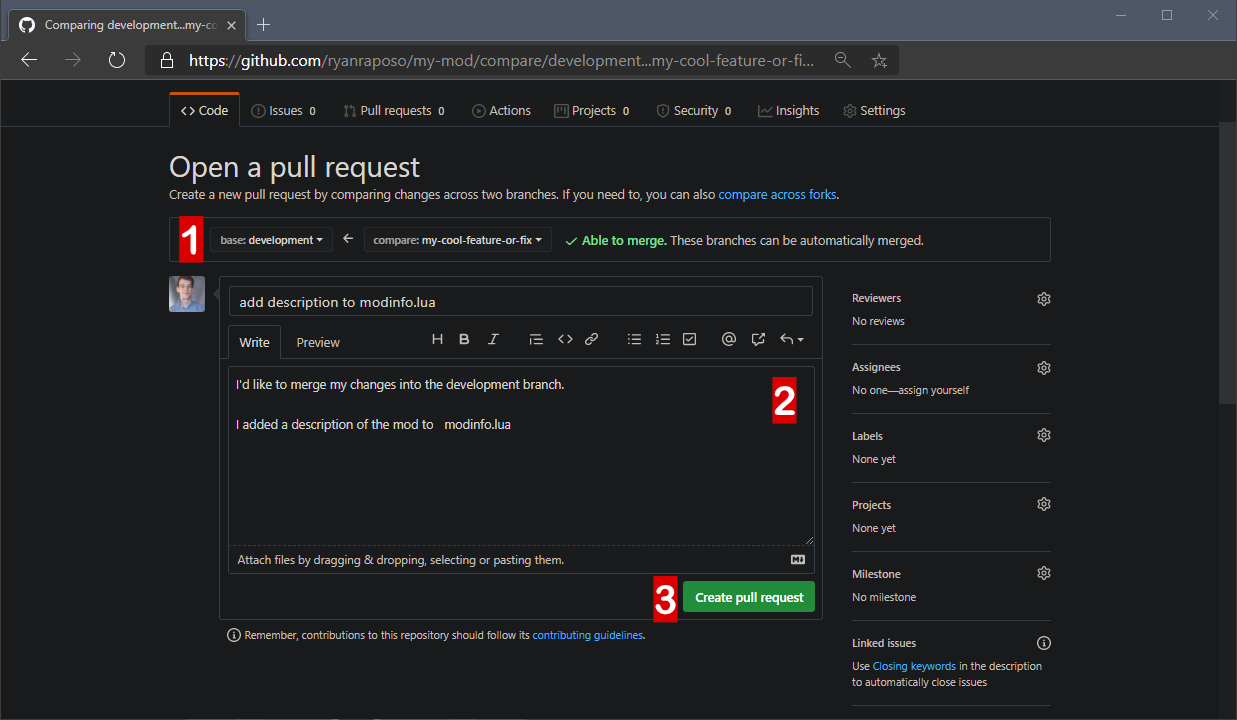 Comparing development...my-co
https://github.com/ryanraposo/my-mod/compare/development...my-cool-feature-or-fi...
Code Issues 0 Pull requests 0 Actions Projects 0 Security 0 Insights Settings
Open a pull request
Create a new pull request by comparing changes across two branches. If you need to, you can also compare across forks.
1 base: development ← compare: my-cool-feature-or-fix ✓ Able to merge. These branches can be automatically merged.
add description to modinfo.lua
Write Preview H B I
I'd like to merge my changes into the development branch.
2
I added a description of the mod to modinfo.lua
Attach files by dragging & dropping, selecting or pasting them.
3 Create pull request
Remember, contributions to this repository should follow its contributing guidelines.
Reviewers
No reviews
Assignees
No one—assign yourself
Labels
None yet
Projects
None yet
Milestone
No milestone
Linked issues
Use Closing keywords in the description
to automatically close issues